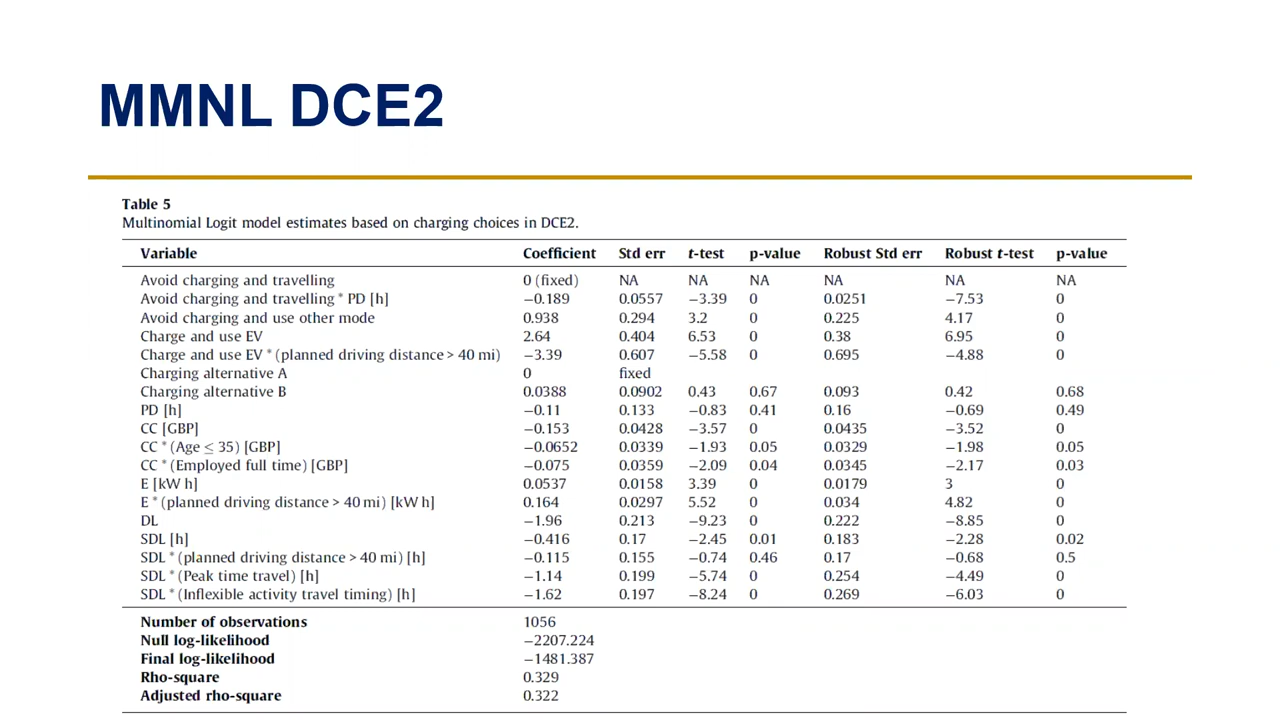 MMNL DCE2
Table 5
Multinomial Logit model estimates based on charging choices in DCE2.
Variable Coefficient Std err t-test p-value Robust Std err Robust t-test p-value
Avoid charging and travelling 0 (fixed) NA NA NA NA NA NA
Avoid charging and travelling * PD [h] −0.189 0.0557 −3.39 0 0.0251 −7.53 0
Avoid charging and use other mode 0.938 0.294 3.2 0 0.225 4.17 0
Charge and use EV 2.64 0.404 6.53 0 0.38 6.95 0
Charge and use EV * (planned driving distance > 40 mi) −3.39 0.607 −5.58 0 0.695 −4.88 0
Charging alternative A 0 fixed
Charging alternative B 0.0388 0.0902 0.43 0.67 0.093 0.42 0.68
PD [h] −0.11 0.133 −0.83 0.41 0.16 −0.69 0.49
CC [GBP] −0.153 0.0428 −3.57 0 0.0435 −3.52 0
CC * (Age ≤ 35) [GBP] −0.0652 0.0339 −1.93 0.05 0.0329 −1.98 0.05
CC * (Employed full time) [GBP] −0.075 0.0359 −2.09 0.04 0.0345 −2.17 0.03
E [kW h] 0.0537 0.0158 3.39 0 0.0179 3 0
E * (planned driving distance > 40 mi) [kW h] 0.164 0.0297 5.52 0 0.034 4.82 0
DL −1.96 0.213 −9.23 0 0.222 −8.85 0
SDL [h] −0.416 0.17 −2.45 0.01 0.183 −2.28 0.02
SDL * (planned driving distance > 40 mi) [h] −0.115 0.155 −0.74 0.46 0.17 −0.68 0.5
SDL * (Peak time travel) [h] −1.14 0.199 −5.74 0 0.254 −4.49 0
SDL * (Inflexible activity travel timing) [h] −1.62 0.197 −8.24 0 0.269 −6.03 0
Number of observations 1056
Null log-likelihood −2207.224
Final log-likelihood −1481.387
Rho-square 0.329
Adjusted rho-square 0.322